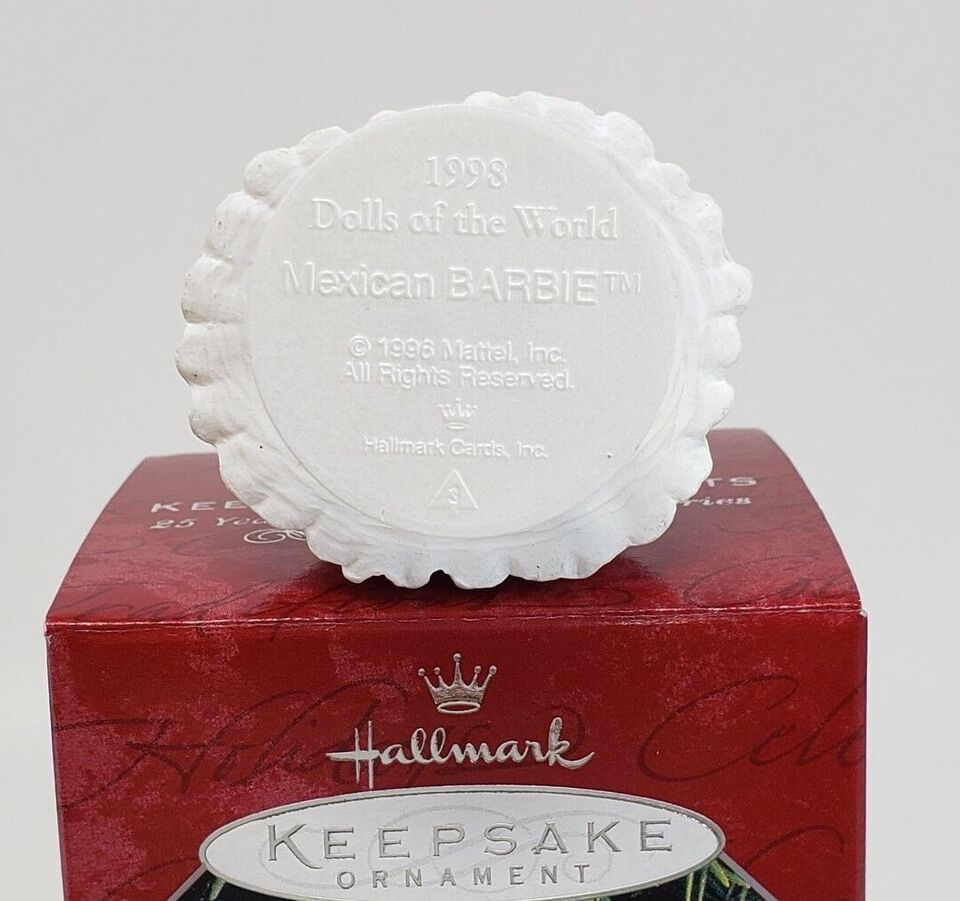 1998
Dolls of the World
Mexican BARBIE™
© 1996 Mattel, Inc.
All Rights Reserved.
Hallmark Cards, Inc.
3
25
Hallmark
KEEPSAKE
ORNAMENT